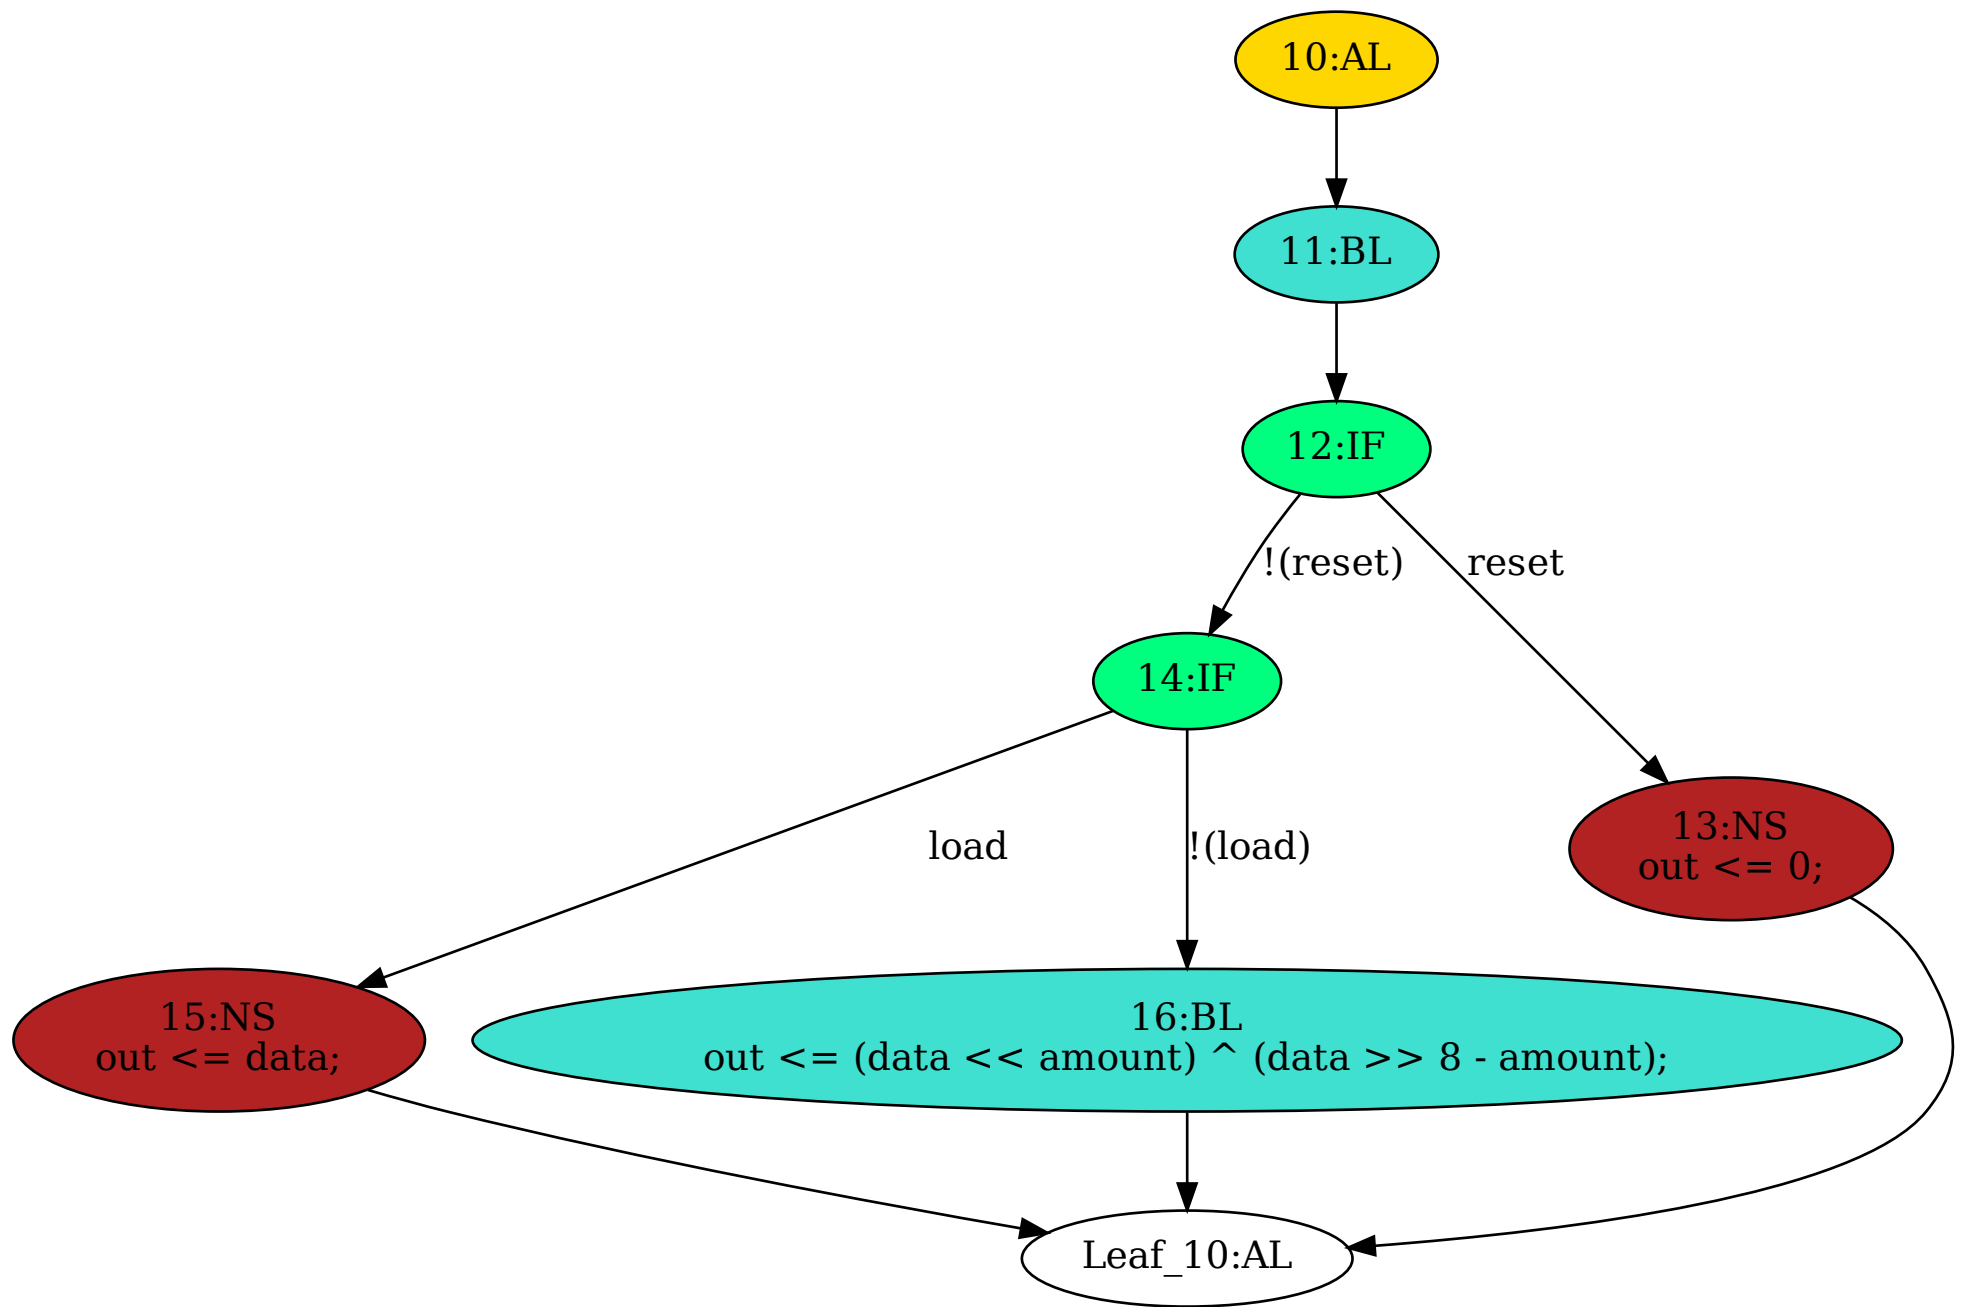 10:AL
11:BL
12:IF
!(reset)
reset
14:IF
load
!(load)
13:NS
out <= 0;
15:NS
out <= data;
16:BL
out <= (data << amount) ^ (data >> 8 - amount);
Leaf_10:AL